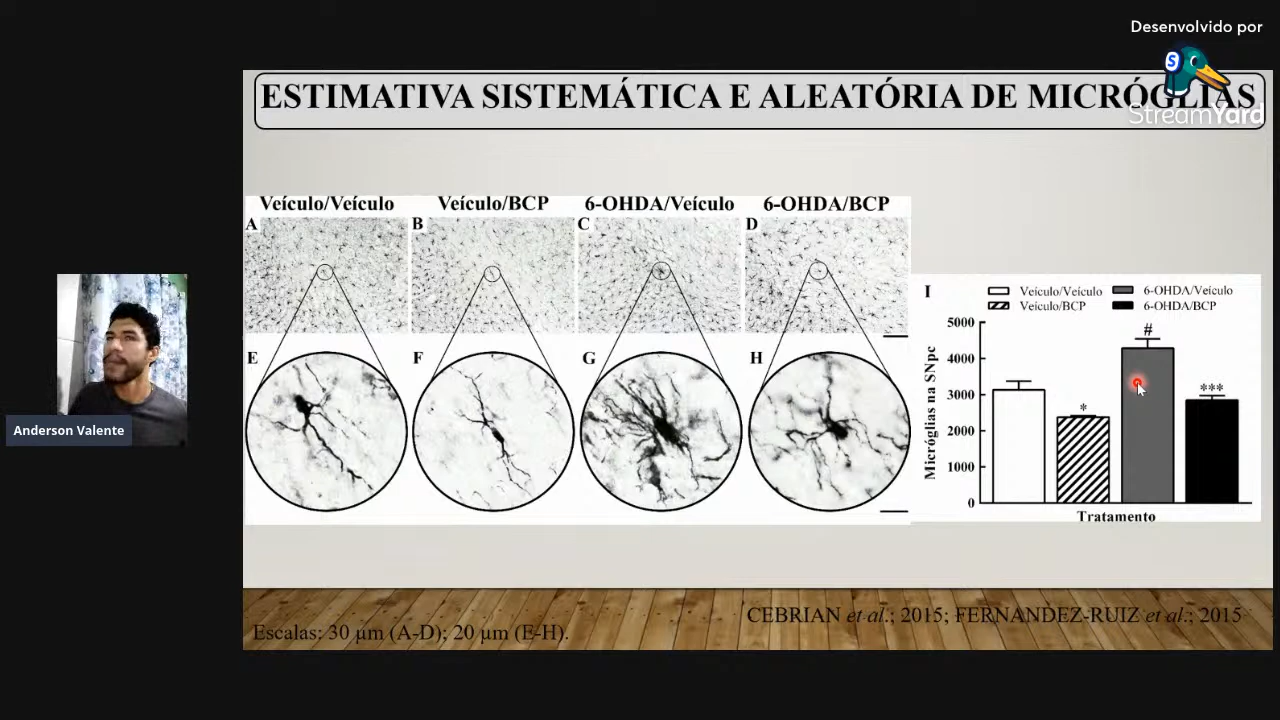 Desenvolvido por
StreamYard
ESTIMATIVA SISTEMÁTICA E ALEATÓRIA DE MICRÓGLIAS
Veículo/Veículo Veículo/BCP 6-OHDA/Veículo 6-OHDA/BCP
A B C D
E F G H
I
Veículo/Veículo 6-OHDA/Veículo
Veículo/BCP 6-OHDA/BCP
5000
4000
3000
2000
1000
0
#
*
***
Micróglias na SNpc
Tratamento
Anderson Valente
CEBRIAN et al.; 2015; FERNANDEZ-RUIZ et al.; 2015
Escalas: 30 µm (A-D); 20 µm (E-H).